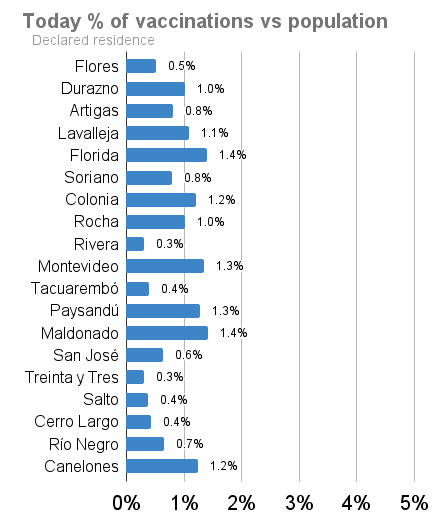 Today % of vaccinations vs population
Declared residence
Flores 0.5%
Durazno 1.0%
Artigas 0.8%
Lavalleja 1.1%
Florida 1.4%
Soriano 0.8%
Colonia 1.2%
Rocha 1.0%
Rivera 0.3%
Montevideo 1.3%
Tacuarembó 0.4%
Paysandú 1.3%
Maldonado 1.4%
San José 0.6%
Treinta y Tres 0.3%
Salto 0.4%
Cerro Largo 0.4%
Río Negro 0.7%
Canelones 1.2%
0% 1% 2% 3% 4% 5%